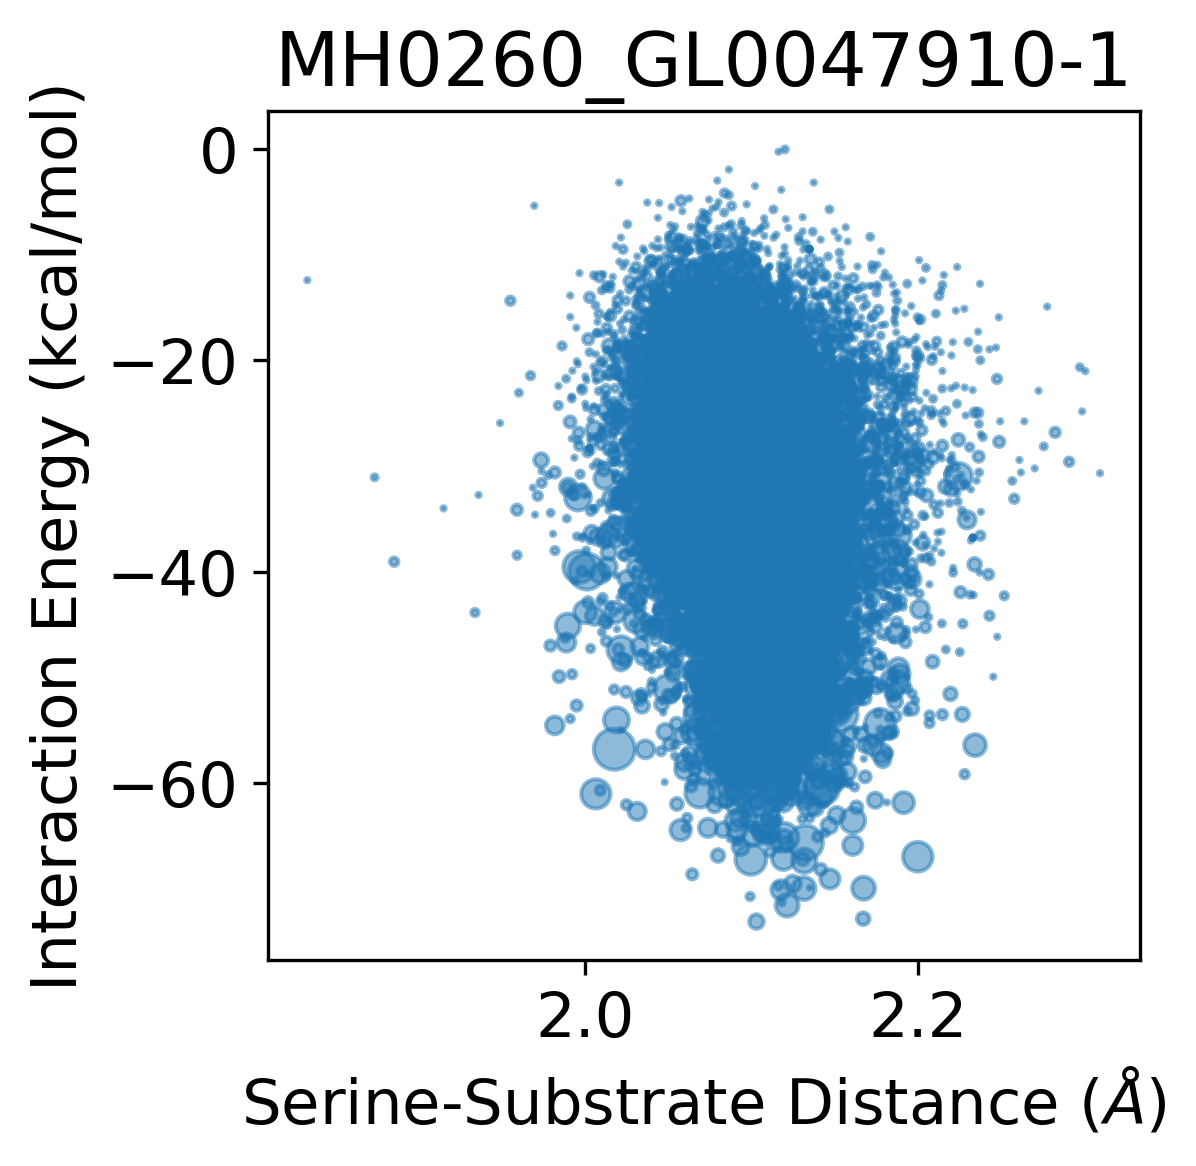 MH0260_GL0047910-1
Interaction Energy (kcal/mol)
0
−20
−40
−60
2.0
2.2
Serine-Substrate Distance (Å)